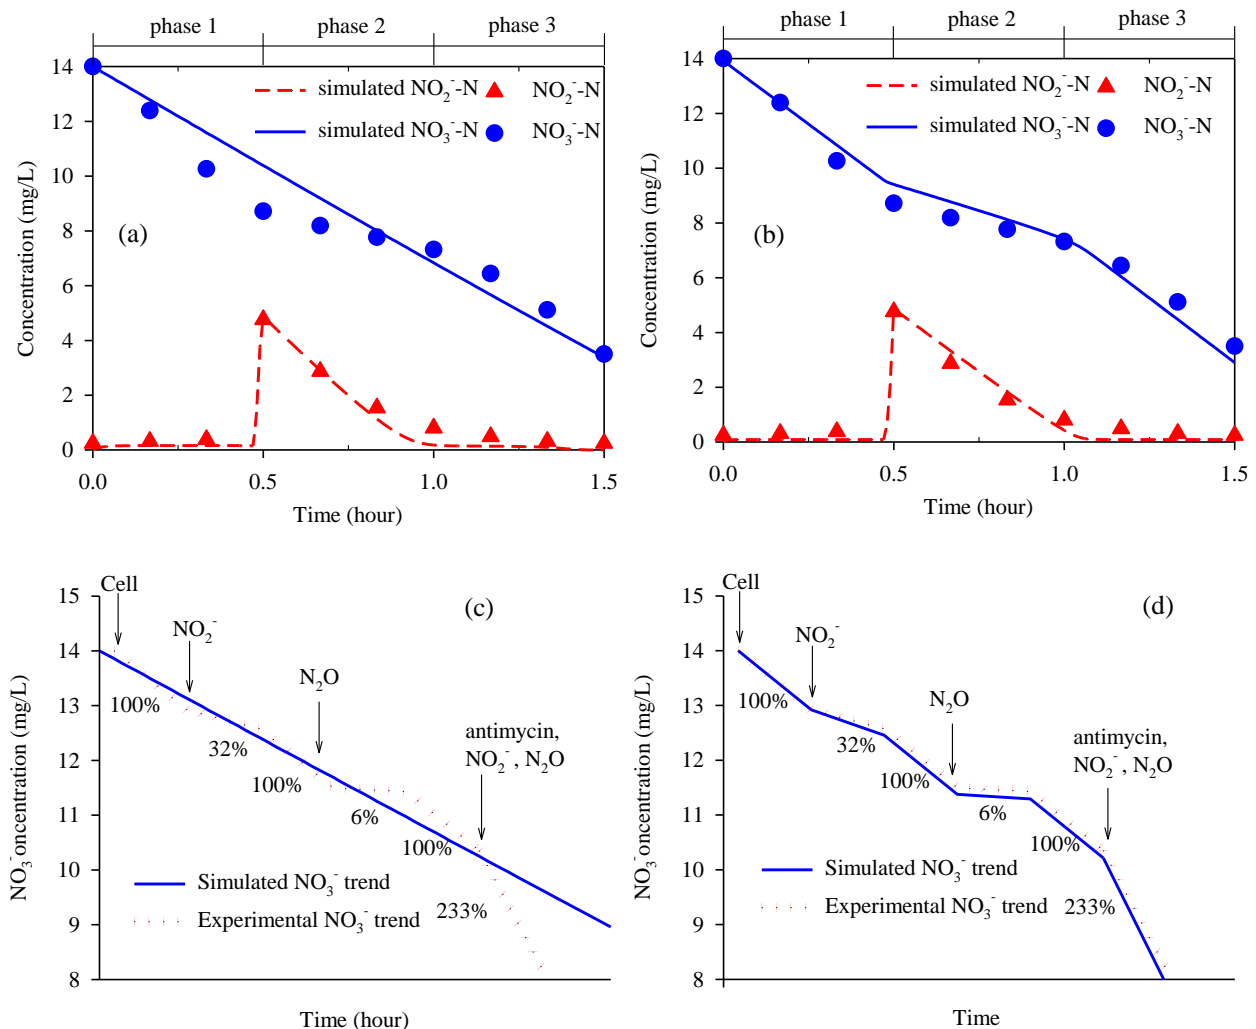 phase 1 phase 2 phase 3
14
12
10
8
6
4
2
0
Concentration (mg/L)
simulated NO₂⁻-N NO₂⁻-N
simulated NO₃⁻-N NO₃⁻-N
(a)
0.0 0.5 1.0 1.5
Time (hour)
phase 1 phase 2 phase 3
14
12
10
8
6
4
2
0
Concentration (mg/L)
simulated NO₂⁻-N NO₂⁻-N
simulated NO₃⁻-N NO₃⁻-N
(b)
0.0 0.5 1.0 1.5
Time (hour)
15
14
13
12
11
10
9
8
NO₃⁻oncentration (mg/L)
Cell
(c)
NO₂⁻
N₂O
100%
antimycin,
NO₂⁻, N₂O
32%
100%
6%
100%
233%
Simulated NO₃⁻ trend
Experimental NO₃⁻ trend
Time (hour)
15
14
13
12
11
10
9
8
NO₃⁻oncentration (mg/L)
Cell
(d)
NO₂⁻
N₂O
100%
antimycin,
NO₂⁻, N₂O
32%
100%
6%
100%
233%
Simulated NO₃⁻ trend
Experimental NO₃⁻ trend
Time